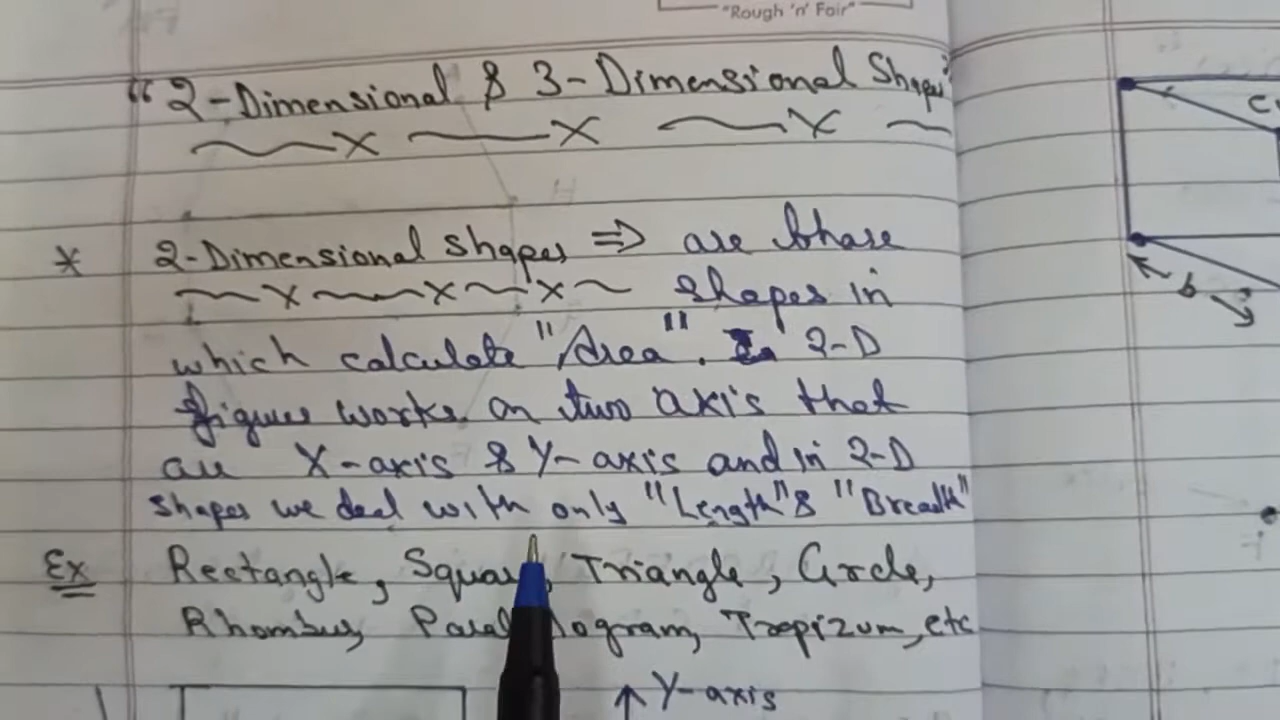 "Rough 'n' Fair"
"2-Dimensional & 3-Dimensional Shapes"
* 2-Dimensional shapes ⇒ are those
shapes in
which calculate "Area". 2-D
figures works on two axis that
are X-axis & Y-axis and in 2-D
shapes we deal with only "Length" & "Breadth"
Ex Rectangle, Square, Triangle, Circle,
Rhombus, Parallelogram, Trapizum, etc
Y-axis
b